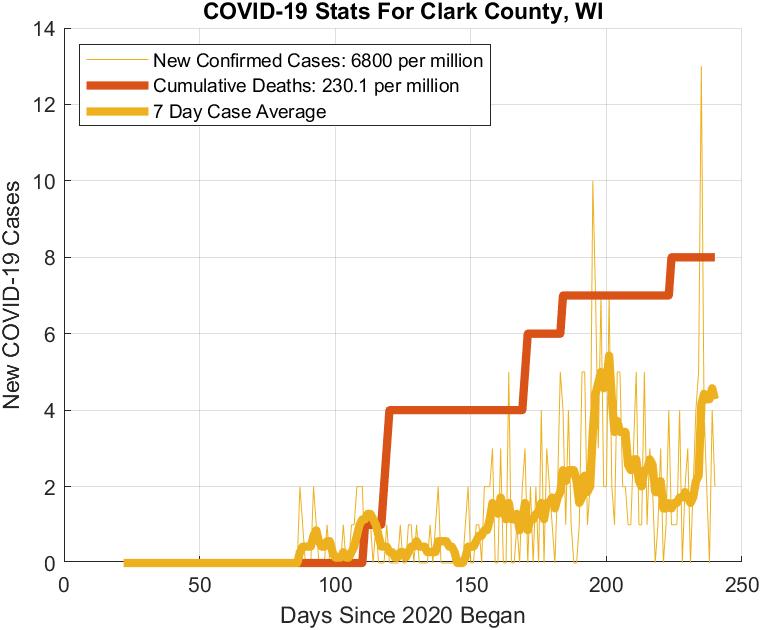 COVID-19 Stats For Clark County, WI
New Confirmed Cases: 6800 per million
Cumulative Deaths: 230.1 per million
7 Day Case Average
New COVID-19 Cases
14
12
10
8
6
4
2
0
0 50 100 150 200 250
Days Since 2020 Began